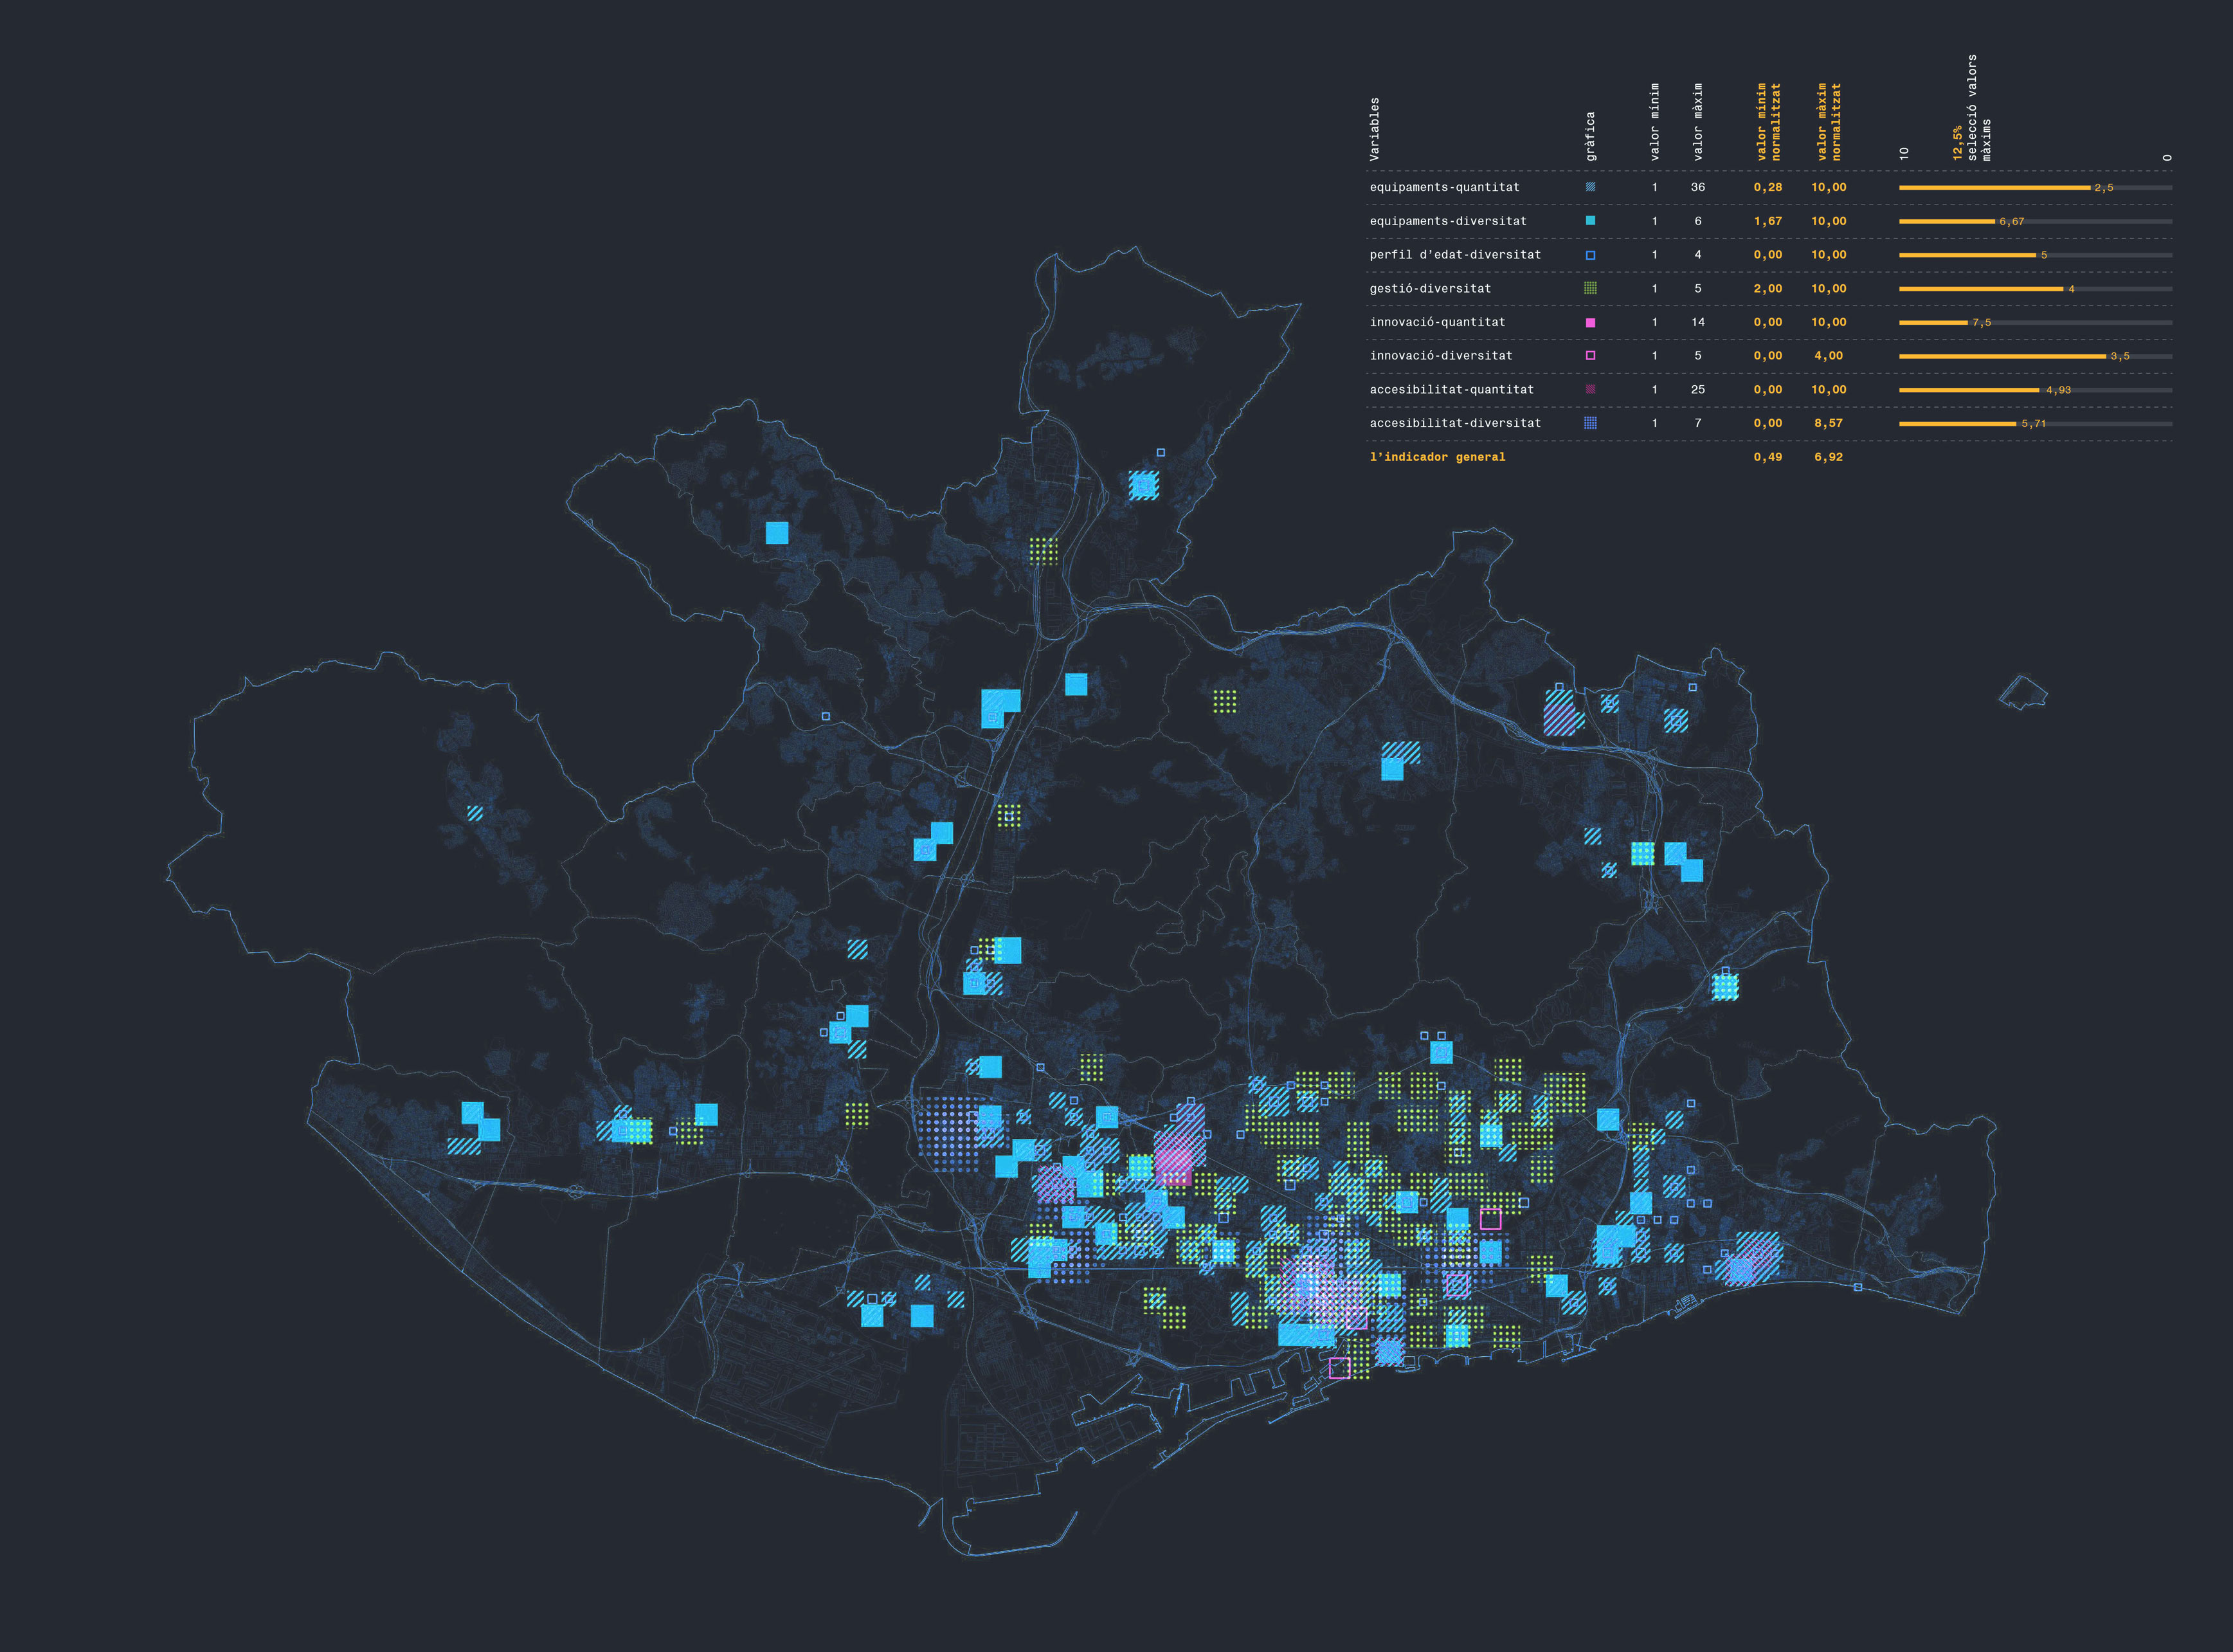 Variables gràfica valor mínim valor màxim valor mínim normalitzat valor màxim normalitzat 10 12,5% selecció valors màxims 0
equipaments-quantitat 1 36 0,28 10,00 2,5
equipaments-diversitat 1 6 1,67 10,00 6,67
perfil d’edat-diversitat 1 4 0,00 10,00 5
gestió-diversitat 1 5 2,00 10,00 4
innovació-quantitat 1 14 0,00 10,00 7,5
innovació-diversitat 1 5 0,00 4,00 3,5
accesibilitat-quantitat 1 25 0,00 10,00 4,93
accesibilitat-diversitat 1 7 0,00 8,57 5,71
l’indicador general 0,49 6,92